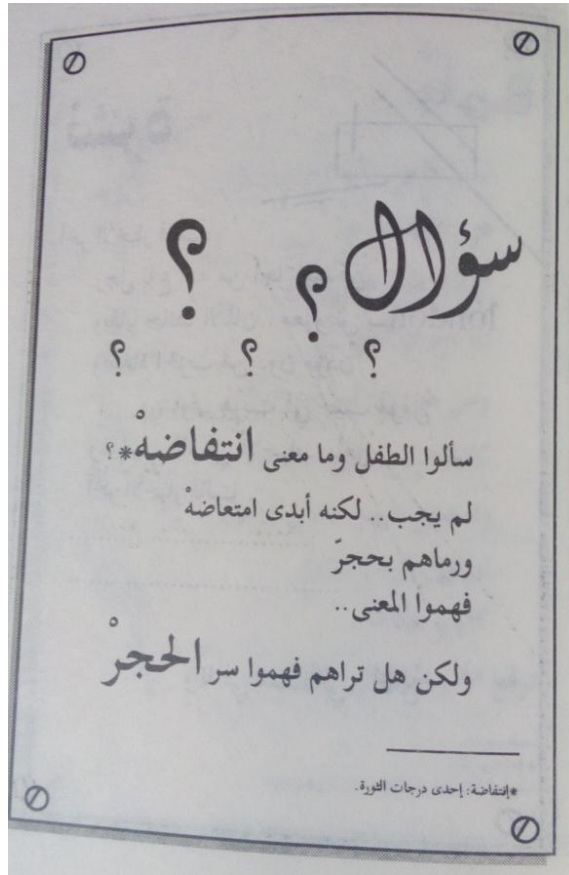 سؤال ؟ ؟
؟ ؟ ؟
سألوا الطفل وما معنى انتفاضهْ*؟
لم يجب.. لكنه أبدى امتعاضهْ
ورماهم بحجرّ
فهموا المعنى..
ولكن هل تراهم فهموا سر الحجرْ
*إنتفاضة: إحدى درجات الثورة.